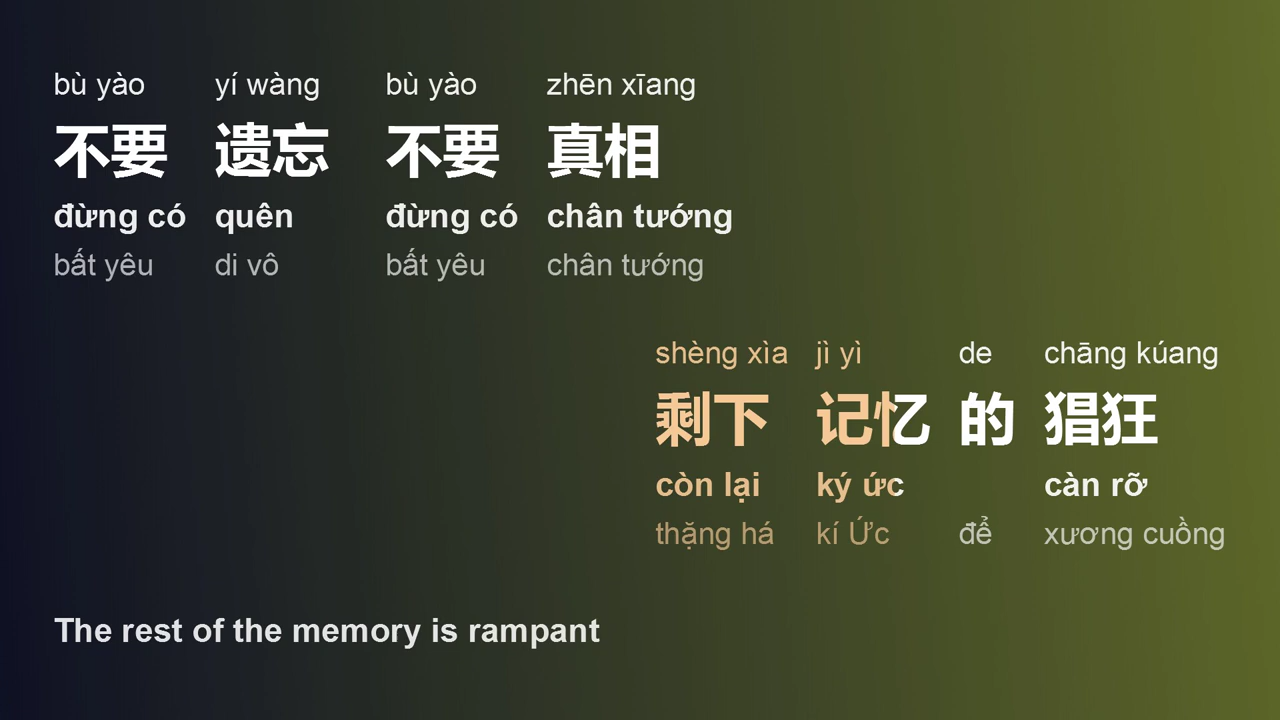 bù yào yí wàng bù yào zhēn xīang
不要 遗忘 不要 真相
đừng có quên đừng có chân tướng
bất yêu di vô bất yêu chân tướng
shèng xìa jì yì de chāng kúang
剩下 记忆 的 猖狂
còn lại ký ức càn rỡ
thặng há kí Ức để xương cuồng
The rest of the memory is rampant